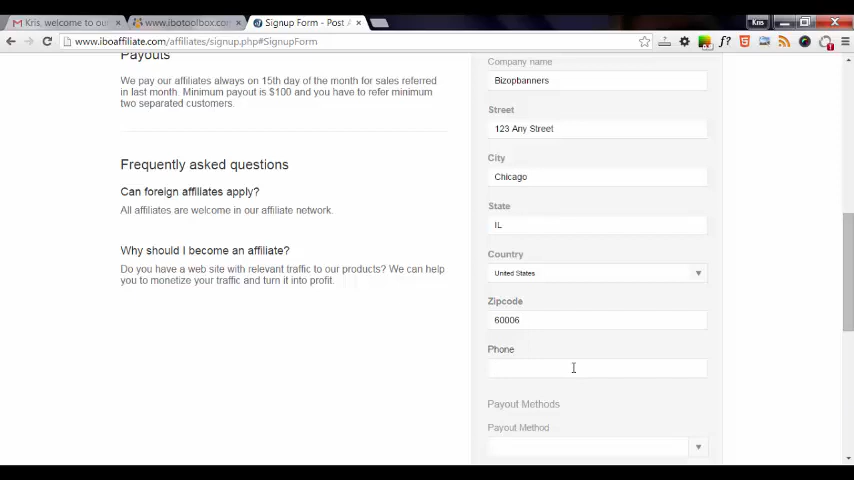 Kris, welcome to our
www.ibotoolbox.com
Signup Form - Post A
Kris
www.iboaffiliate.com/affiliates/signup.php#SignupForm
f?
Payouts
We pay our affiliates always on 15th day of the month for sales referred
in last month. Minimum payout is $100 and you have to refer minimum
two separated customers.
Frequently asked questions
Can foreign affiliates apply?
All affiliates are welcome in our affiliate network.
Why should I become an affiliate?
Do you have a web site with relevant traffic to our products? We can help
you to monetize your traffic and turn it into profit.
Company name
Bizopbanners
Street
123 Any Street
City
Chicago
State
IL
Country
United States
Zipcode
60006
Phone
Payout Methods
Payout Method